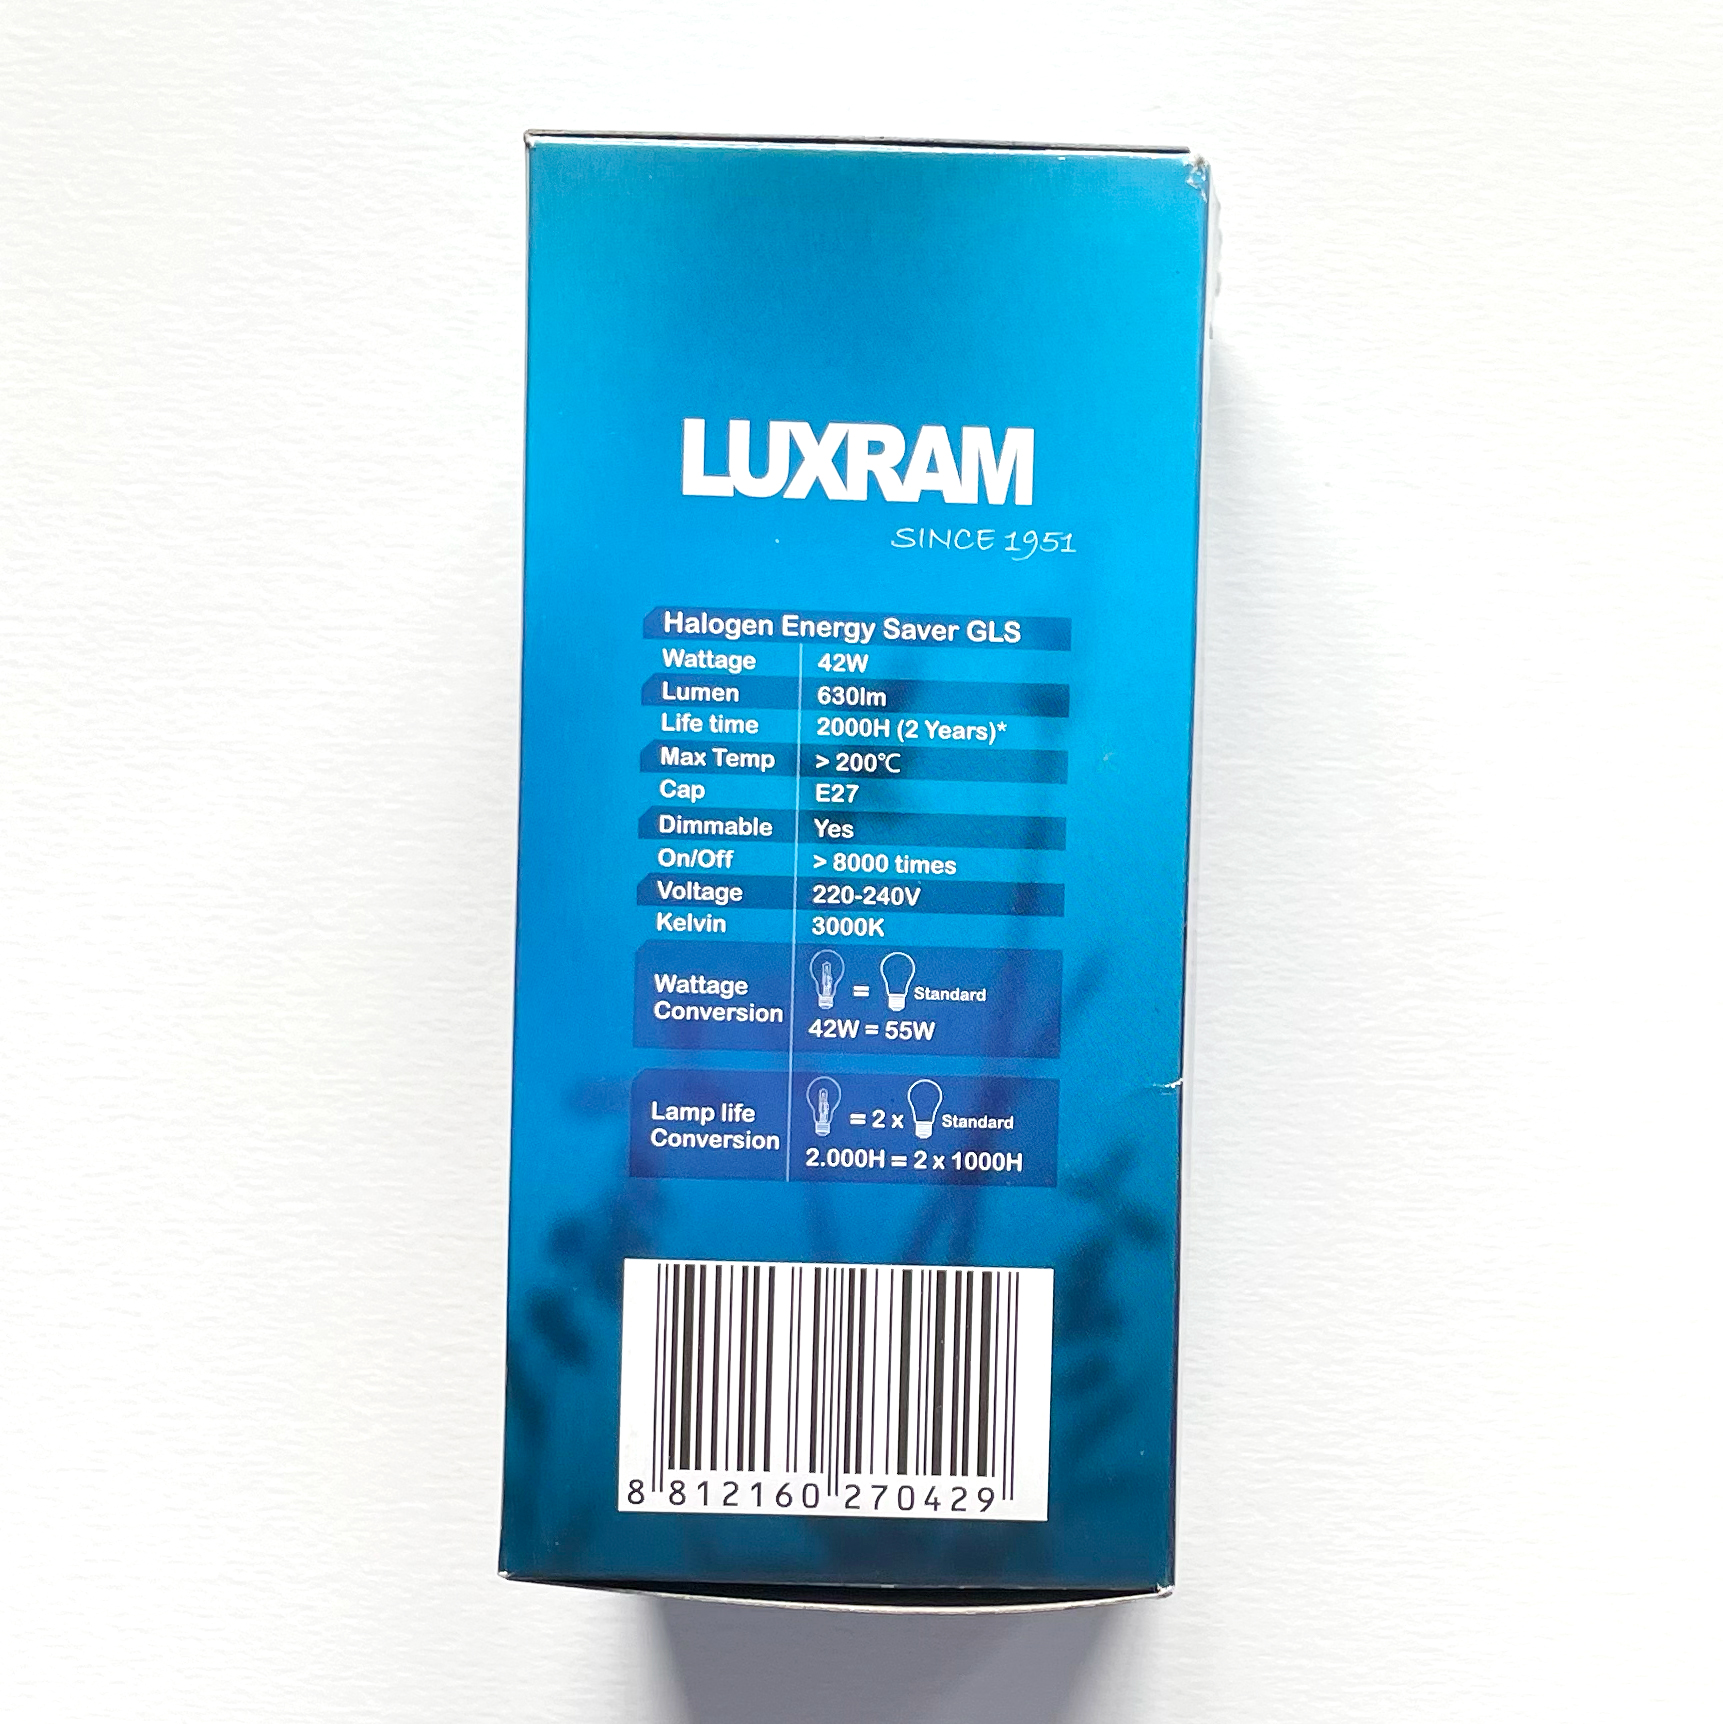 LUXRAM
SINCE 1951
Halogen Energy Saver GLS
Wattage 42W
Lumen 630lm
Life time 2000H (2 Years)*
Max Temp > 200℃
Cap E27
Dimmable Yes
On/Off > 8000 times
Voltage 220-240V
Kelvin 3000K
Wattage
Conversion
= Standard
42W = 55W
Lamp life
Conversion
= 2 x Standard
2.000H = 2 x 1000H
8 812160 270429